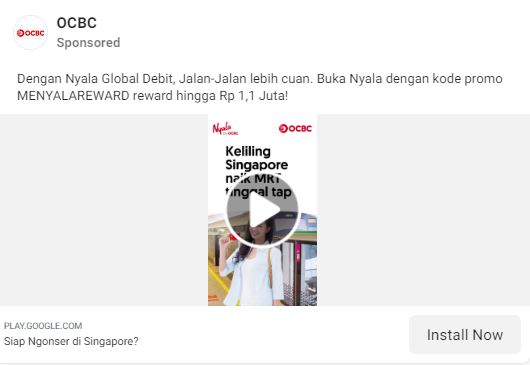 OCBC
OCBC
Sponsored
Dengan Nyala Global Debit, Jalan-Jalan lebih cuan. Buka Nyala dengan kode promo
MENYALAREWARD reward hingga Rp 1,1 Juta!
Nyala
by OCBC
OCBC
Keliling
Singapore
naik MRT
tinggal tap
PLAY.GOOGLE.COM
Siap Ngonser di Singapore?
Install Now